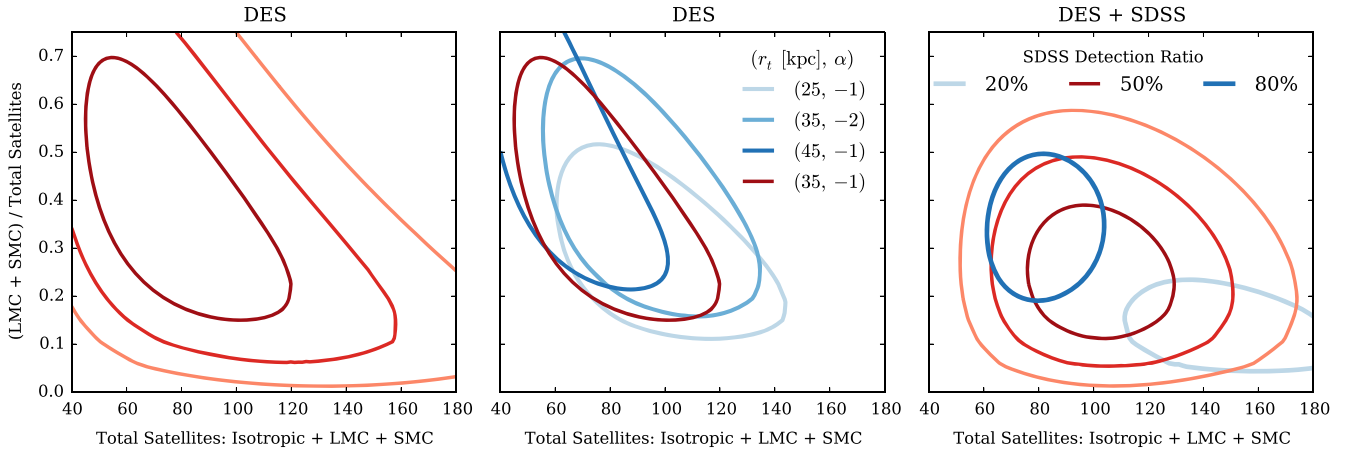 DES
DES
DES + SDSS
(LMC + SMC) / Total Satellites
0.7
0.6
0.5
0.4
0.3
0.2
0.1
0.0
40 60 80 100 120 140 160 180
Total Satellites: Isotropic + LMC + SMC
(r_t [kpc], α)
(25, −1)
(35, −2)
(45, −1)
(35, −1)
40 60 80 100 120 140 160 180
Total Satellites: Isotropic + LMC + SMC
SDSS Detection Ratio
20% 50% 80%
40 60 80 100 120 140 160 180
Total Satellites: Isotropic + LMC + SMC